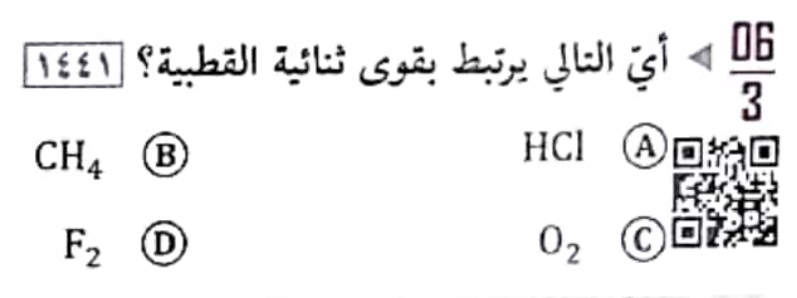 06/3 ◄ أيّ التالي يرتبط بقوى ثنائية القطبية؟ ١٤٤١
Ⓐ HCl Ⓑ CH₄
Ⓒ O₂ Ⓓ F₂